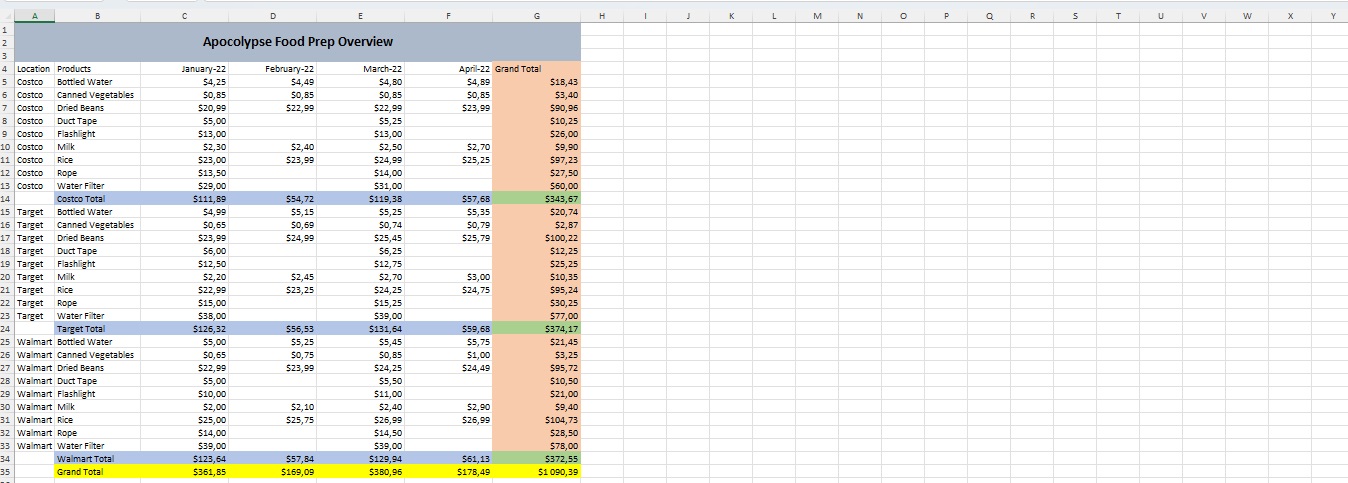 A B C D E F G H I J K L M N O P Q R S T U V W X Y
1
2 Apocolypse Food Prep Overview
3
4 Location Products January-22 February-22 March-22 April-22 Grand Total
5 Costco Bottled Water $4,25 $4,49 $4,80 $4,89 $18,43
6 Costco Canned Vegetables $0,85 $0,85 $0,85 $0,85 $3,40
7 Costco Dried Beans $20,99 $22,99 $22,99 $23,99 $90,96
8 Costco Duct Tape $5,00 $5,25 $10,25
9 Costco Flashlight $13,00 $13,00 $26,00
10 Costco Milk $2,30 $2,40 $2,50 $2,70 $9,90
11 Costco Rice $23,00 $23,99 $24,99 $25,25 $97,23
12 Costco Rope $13,50 $14,00 $27,50
13 Costco Water Filter $29,00 $31,00 $60,00
14 Costco Total $111,89 $54,72 $119,38 $57,68 $343,67
15 Target Bottled Water $4,99 $5,15 $5,25 $5,35 $20,74
16 Target Canned Vegetables $0,65 $0,69 $0,74 $0,79 $2,87
17 Target Dried Beans $23,99 $24,99 $25,45 $25,79 $100,22
18 Target Duct Tape $6,00 $6,25 $12,25
19 Target Flashlight $12,50 $12,75 $25,25
20 Target Milk $2,20 $2,45 $2,70 $3,00 $10,35
21 Target Rice $22,99 $23,25 $24,25 $24,75 $95,24
22 Target Rope $15,00 $15,25 $30,25
23 Target Water Filter $38,00 $39,00 $77,00
24 Target Total $126,32 $56,53 $131,64 $59,68 $374,17
25 Walmart Bottled Water $5,00 $5,25 $5,45 $5,75 $21,45
26 Walmart Canned Vegetables $0,65 $0,75 $0,85 $1,00 $3,25
27 Walmart Dried Beans $22,99 $23,99 $24,25 $24,49 $95,72
28 Walmart Duct Tape $5,00 $5,50 $10,50
29 Walmart Flashlight $10,00 $11,00 $21,00
30 Walmart Milk $2,00 $2,10 $2,40 $2,90 $9,40
31 Walmart Rice $25,00 $25,75 $26,99 $26,99 $104,73
32 Walmart Rope $14,00 $14,50 $28,50
33 Walmart Water Filter $39,00 $39,00 $78,00
34 Walmart Total $123,64 $57,84 $129,94 $61,13 $372,55
35 Grand Total $361,85 $169,09 $380,96 $178,49 $1 090,39